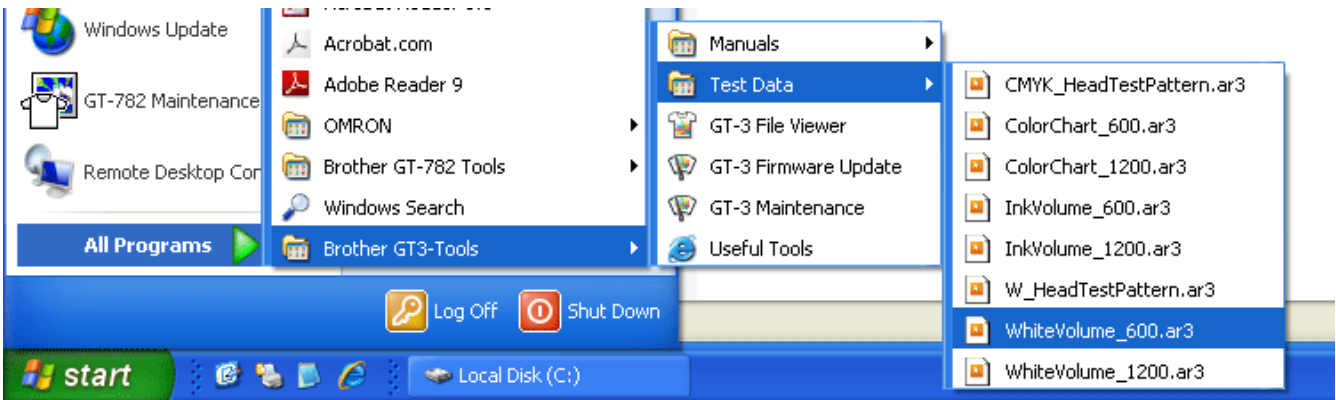 Windows Update
GT-782 Maintenance
Remote Desktop Cor
All Programs
Acrobat.com
Adobe Reader 9
OMRON
Brother GT-782 Tools
Windows Search
Brother GT3-Tools
Manuals
Test Data
GT-3 File Viewer
GT-3 Firmware Update
GT-3 Maintenance
Useful Tools
CMYK_HeadTestPattern.ar3
ColorChart_600.ar3
ColorChart_1200.ar3
InkVolume_600.ar3
InkVolume_1200.ar3
W_HeadTestPattern.ar3
WhiteVolume_600.ar3
WhiteVolume_1200.ar3
Log Off
Shut Down
start
Local Disk (C:)